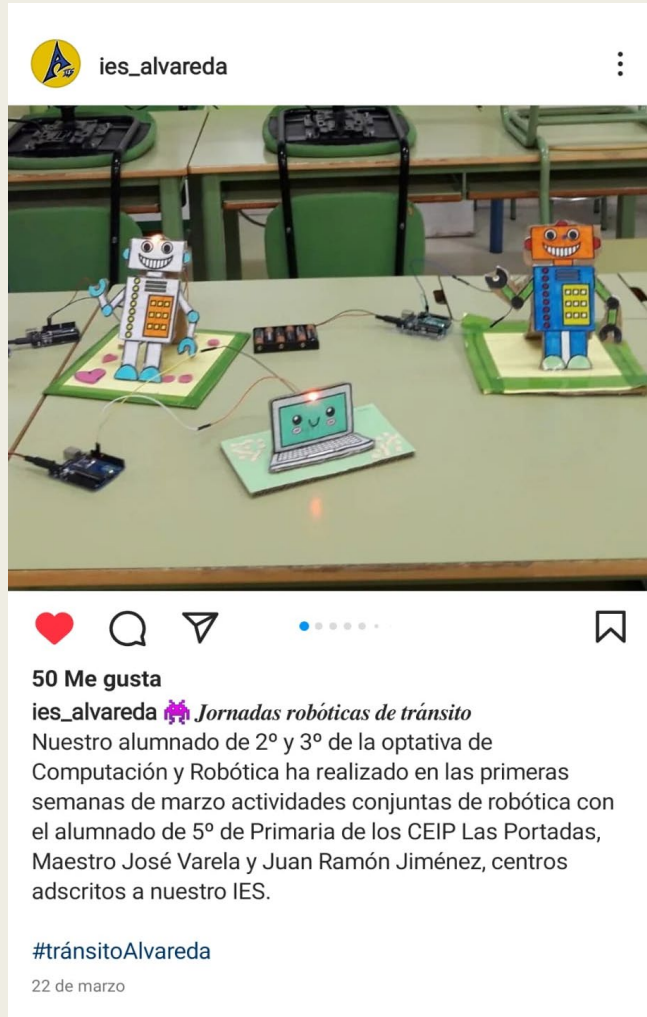 ies_alvareda
50 Me gusta
ies_alvareda 👾 Jornadas robóticas de tránsito
Nuestro alumnado de 2º y 3º de la optativa de
Computación y Robótica ha realizado en las primeras
semanas de marzo actividades conjuntas de robótica con
el alumnado de 5º de Primaria de los CEIP Las Portadas,
Maestro José Varela y Juan Ramón Jiménez, centros
adscritos a nuestro IES.
#tránsitoAlvareda
22 de marzo